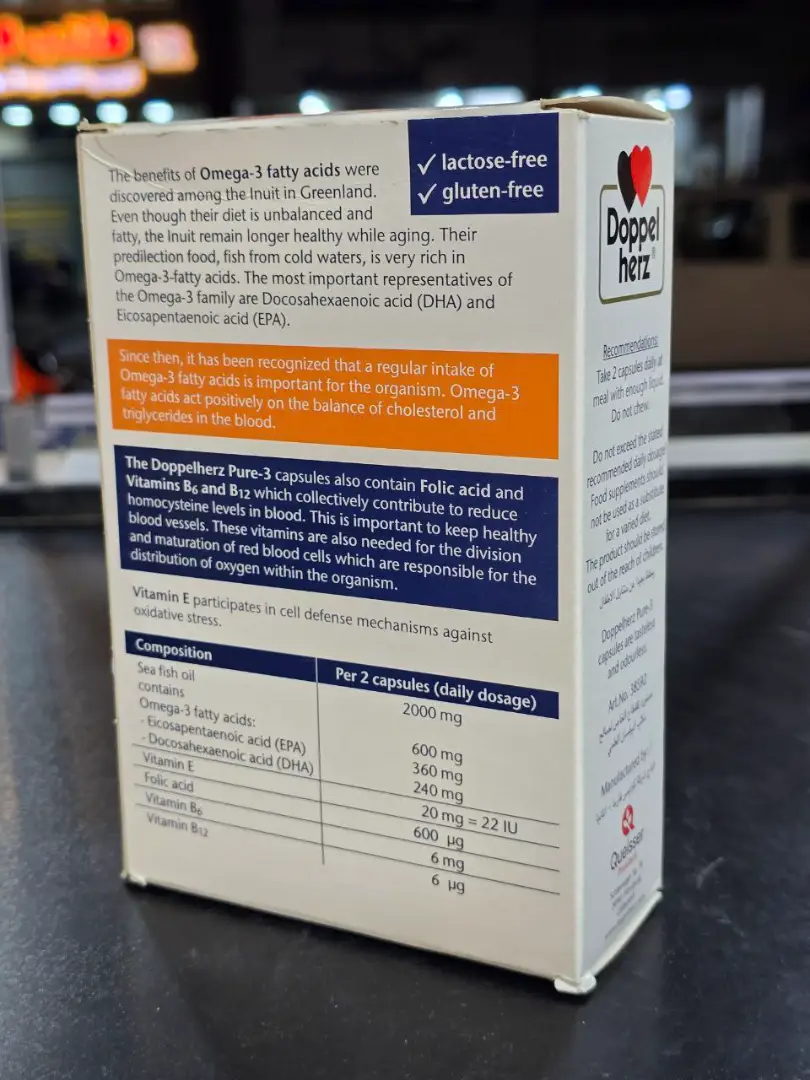 The benefits of Omega-3 fatty acids were
discovered among the Inuit in Greenland.
Even though their diet is unbalanced and
fatty, the Inuit remain longer healthy while aging. Their
predilection food, fish from cold waters, is very rich in
Omega-3-fatty acids. The most important representatives of
the Omega-3 family are Docosahexaenoic acid (DHA) and
Eicosapentaenoic acid (EPA).
✓ lactose-free
✓ gluten-free
Since then, it has been recognized that a regular intake of
Omega-3 fatty acids is important for the organism. Omega-3
fatty acids act positively on the balance of cholesterol and
triglycerides in the blood.
The Doppelherz Pure-3 capsules also contain Folic acid and
Vitamins B6 and B12 which collectively contribute to reduce
homocysteine levels in blood. This is important to keep healthy
blood vessels. These vitamins are also needed for the division
and maturation of red blood cells which are responsible for the
distribution of oxygen within the organism.
Vitamin E participates in cell defense mechanisms against
oxidative stress.
Composition Per 2 capsules (daily dosage)
Sea fish oil 2000 mg
contains
Omega-3 fatty acids: 600 mg
- Eicosapentaenoic acid (EPA) 360 mg
- Docosahexaenoic acid (DHA) 240 mg
Vitamin E 20 mg = 22 IU
Folic acid 600 µg
Vitamin B6 6 mg
Vitamin B12 6 µg
Doppel
herz®
Recommendations:
Take 2 capsules daily at
meal with enough liquid.
Do not chew.
Do not exceed the stated
recommended daily dosage.
Food supplements should
not be used as a substitute
for a varied diet.
The product should be stored
out of the reach of children.
Doppelherz Pure-3
capsules are tasteless
and odourless.
Art.No.
Manufactured by:
Queisser